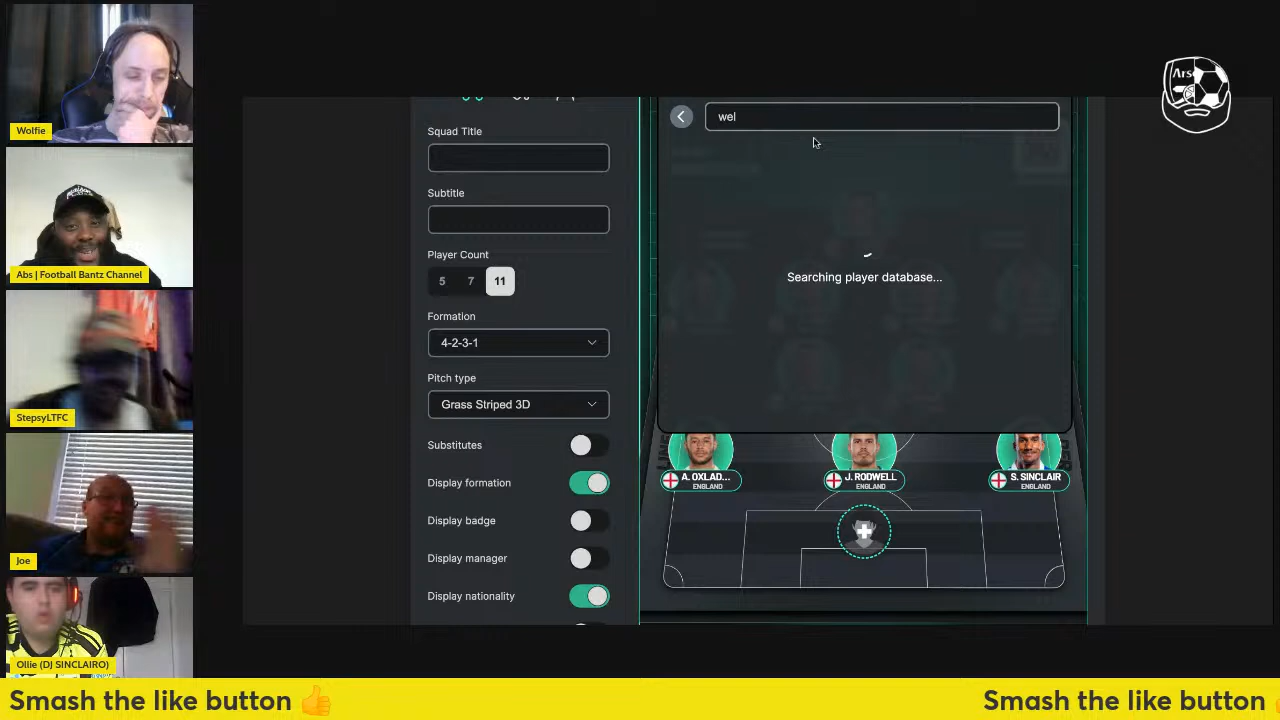 Wolfie
Abs | Football Bantz Channel
StepsyLTFC
Joe
Ollie (DJ SINCLAIRO)
Squad Title
Subtitle
Player Count
5 7 11
Formation
4-2-3-1
Pitch type
Grass Striped 3D
Substitutes
Display formation
Display badge
Display manager
Display nationality
wel
Searching player database...
A. OXLAD...
ENGLAND
J. RODWELL
ENGLAND
S. SINCLAIR
ENGLAND
Arse
Smash the like button 👍 Smash the like button